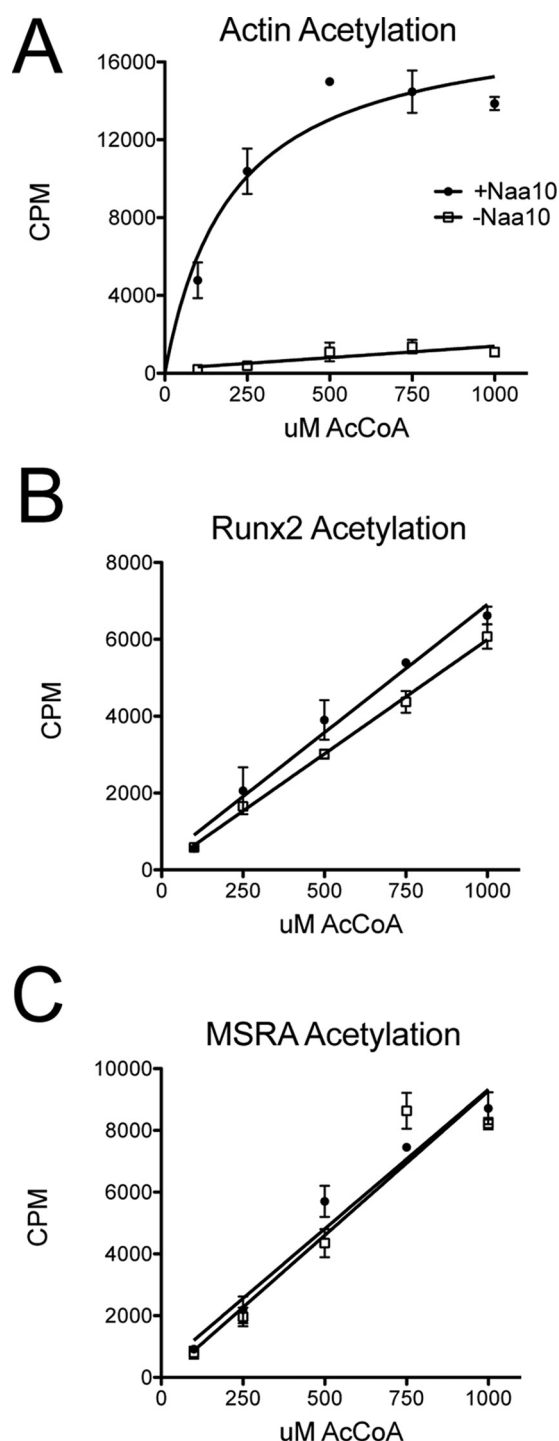 A
Actin Acetylation
16000
12000
8000
4000
0
CPM
+Naa10
-Naa10
0 250 500 750 1000
uM AcCoA
B
Runx2 Acetylation
8000
6000
4000
2000
0
CPM
0 250 500 750 1000
uM AcCoA
C
MSRA Acetylation
10000
8000
6000
4000
2000
0
CPM
0 250 500 750 1000
uM AcCoA